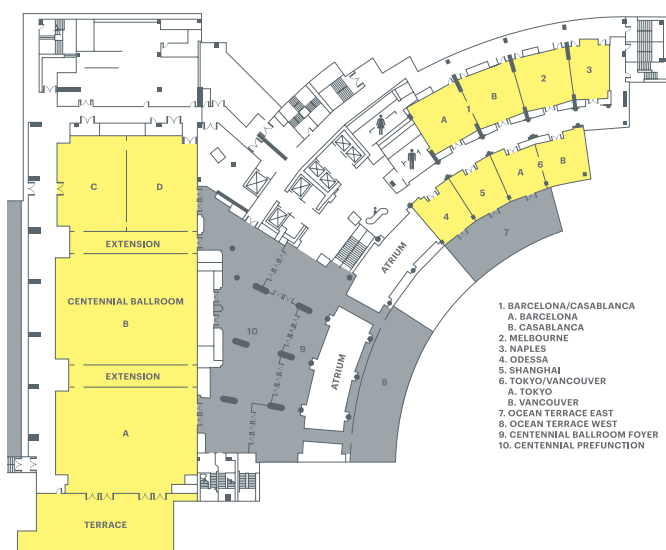 A
1
B
2
3
C
D
4
5
A
6
B
7
EXTENSION
ATRIUM
CENTENNIAL BALLROOM
B
10
9
ATRIUM
8
EXTENSION
A
TERRACE
1. BARCELONA/CASABLANCA
A. BARCELONA
B. CASABLANCA
2. MELBOURNE
3. NAPLES
4. ODESSA
5. SHANGHAI
6. TOKYO/VANCOUVER
A. TOKYO
B. VANCOUVER
7. OCEAN TERRACE EAST
8. OCEAN TERRACE WEST
9. CENTENNIAL BALLROOM FOYER
10. CENTENNIAL PREFUNCTION